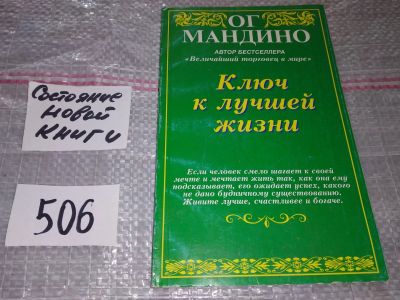 Состояние
новой
книги
506
ОГ
МАНДИНО
АВТОР БЕСТСЕЛЛЕРА
«Величайший торговец в мире»
Ключ
к лучшей
жизни
Если человек смело шагает к своей
мечте и мечтает жить так, как она ему
подсказывает, его ожидает успех, какого
не дано будничному существованию.
Живите лучше, счастливее и богаче.